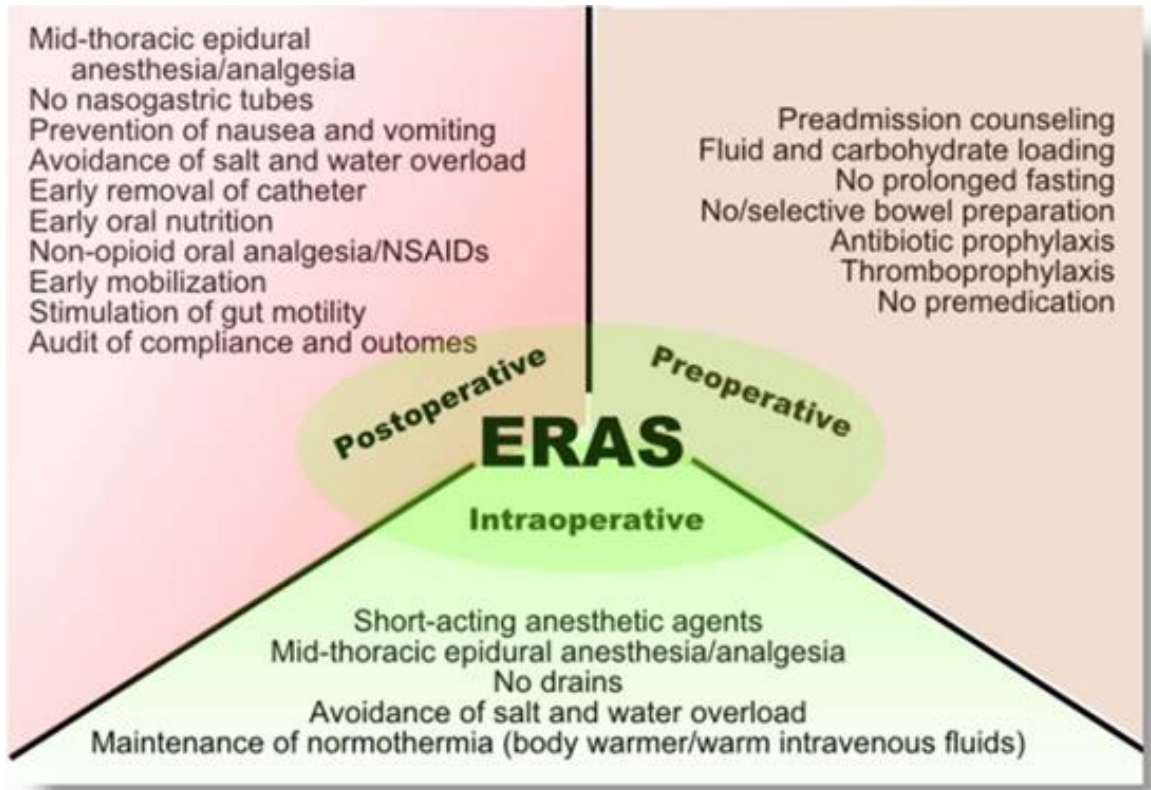 Mid-thoracic epidural
anesthesia/analgesia
No nasogastric tubes
Prevention of nausea and vomiting
Avoidance of salt and water overload
Early removal of catheter
Early oral nutrition
Non-opioid oral analgesia/NSAIDs
Early mobilization
Stimulation of gut motility
Audit of compliance and outomes
Preadmission counseling
Fluid and carbohydrate loading
No prolonged fasting
No/selective bowel preparation
Antibiotic prophylaxis
Thromboprophylaxis
No premedication
Postoperative
Preoperative
ERAS
Intraoperative
Short-acting anesthetic agents
Mid-thoracic epidural anesthesia/analgesia
No drains
Avoidance of salt and water overload
Maintenance of normothermia (body warmer/warm intravenous fluids)